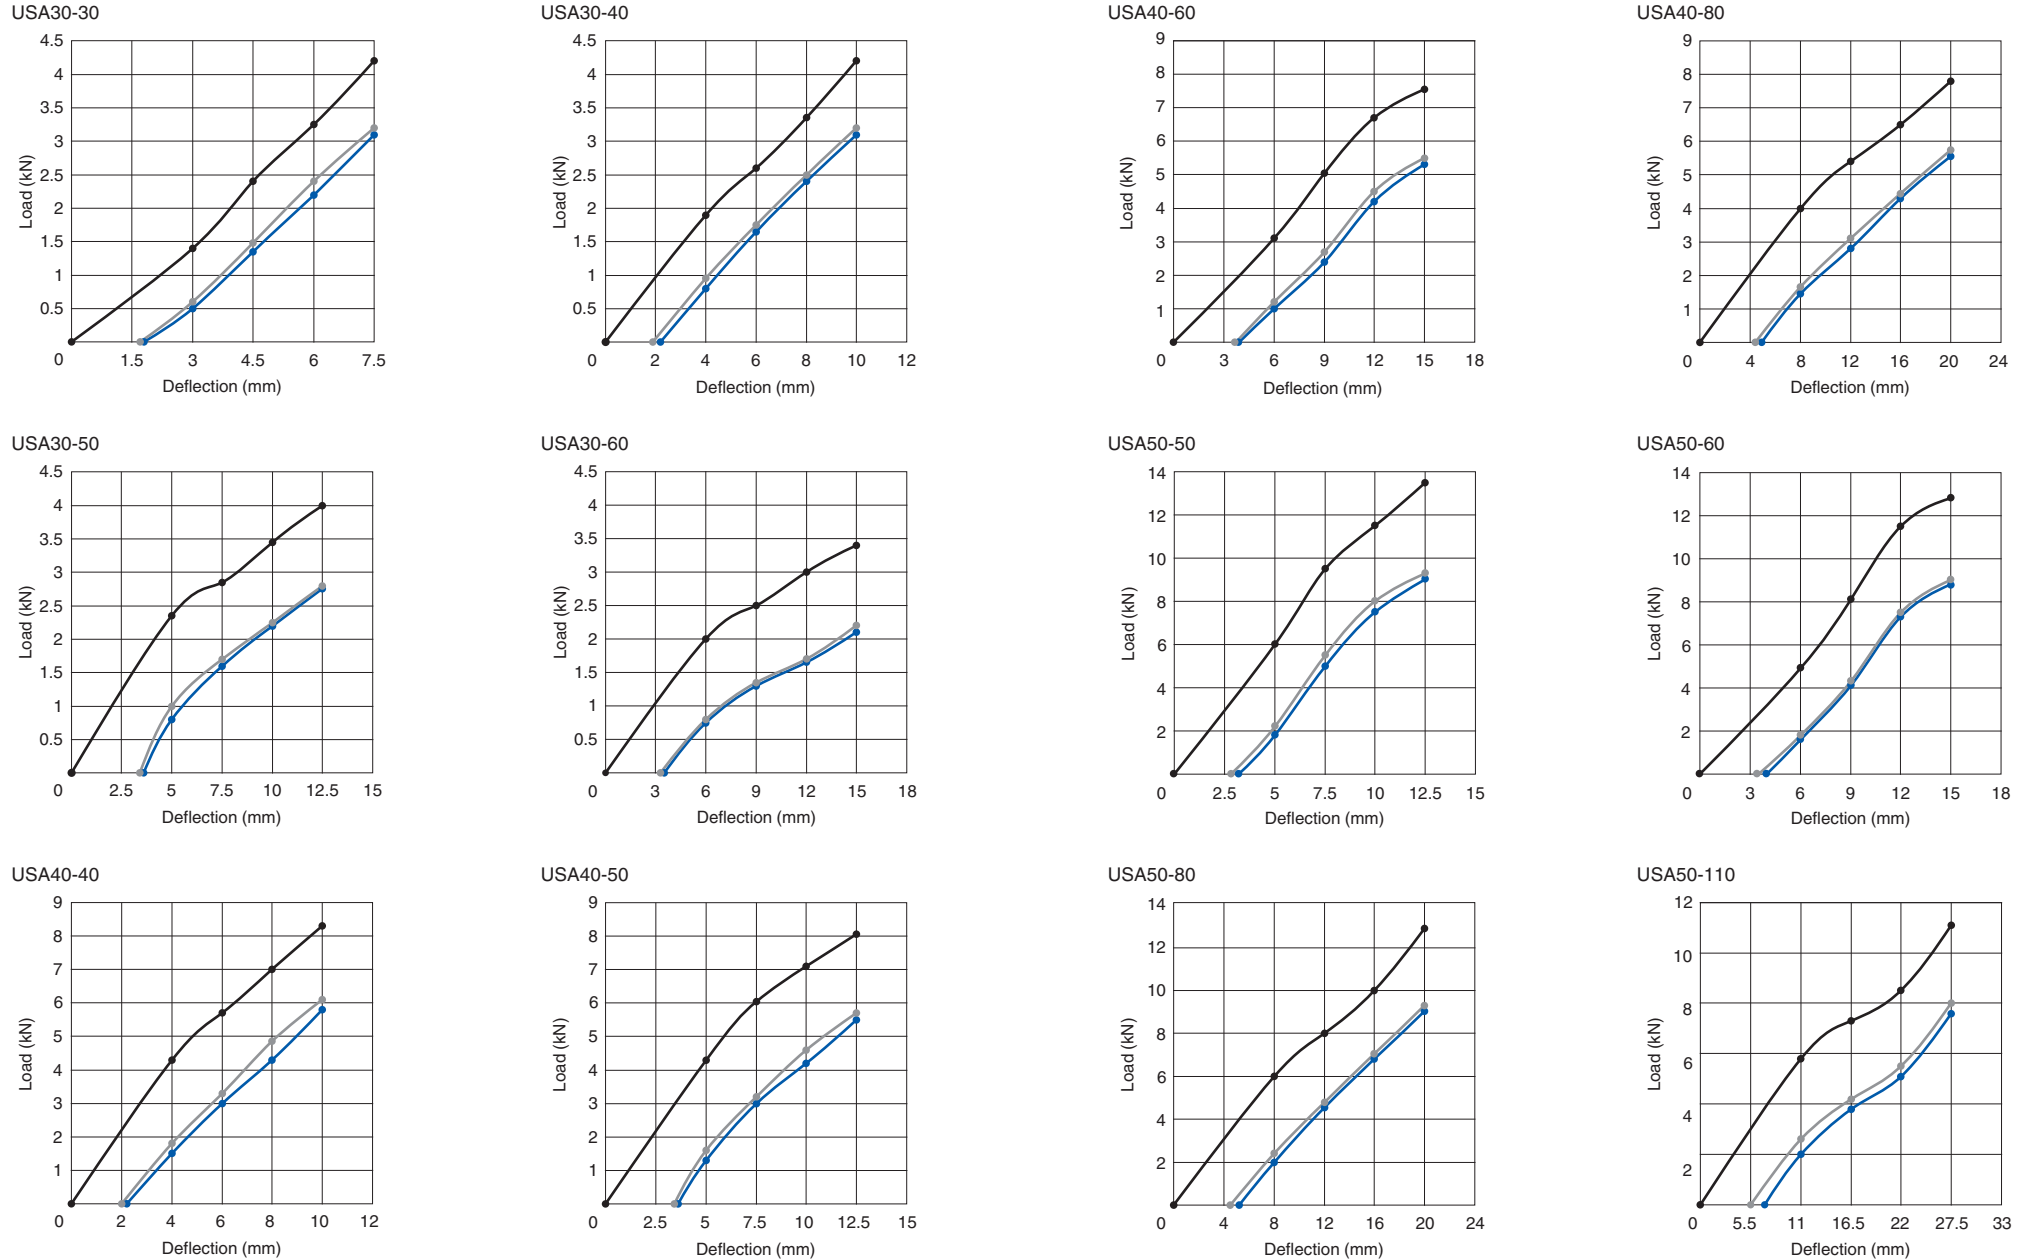 USA30-30
4.5
4
3.5
3
2.5
2
1.5
1
0.5
Load (kN)
0 1.5 3 4.5 6 7.5
Deflection (mm)
USA30-40
4.5
4
3.5
3
2.5
2
1.5
1
0.5
Load (kN)
0 2 4 6 8 10 12
Deflection (mm)
USA40-60
9
8
7
6
5
4
3
2
1
Load (kN)
0 3 6 9 12 15 18
Deflection (mm)
USA40-80
9
8
7
6
5
4
3
2
1
Load (kN)
0 4 8 12 16 20 24
Deflection (mm)
USA30-50
4.5
4
3.5
3
2.5
2
1.5
1
0.5
Load (kN)
0 2.5 5 7.5 10 12.5 15
Deflection (mm)
USA30-60
4.5
4
3.5
3
2.5
2
1.5
1
0.5
Load (kN)
0 3 6 9 12 15 18
Deflection (mm)
USA50-50
14
12
10
8
6
4
2
Load (kN)
0 2.5 5 7.5 10 12.5 15
Deflection (mm)
USA50-60
14
12
10
8
6
4
2
Load (kN)
0 3 6 9 12 15 18
Deflection (mm)
USA40-40
9
8
7
6
5
4
3
2
1
Load (kN)
0 2 4 6 8 10 12
Deflection (mm)
USA40-50
9
8
7
6
5
4
3
2
1
Load (kN)
0 2.5 5 7.5 10 12.5 15
Deflection (mm)
USA50-80
14
12
10
8
6
4
2
Load (kN)
0 4 8 12 16 20 24
Deflection (mm)
USA50-110
12
10
8
6
4
2
Load (kN)
0 5.5 11 16.5 22 27.5 33
Deflection (mm)